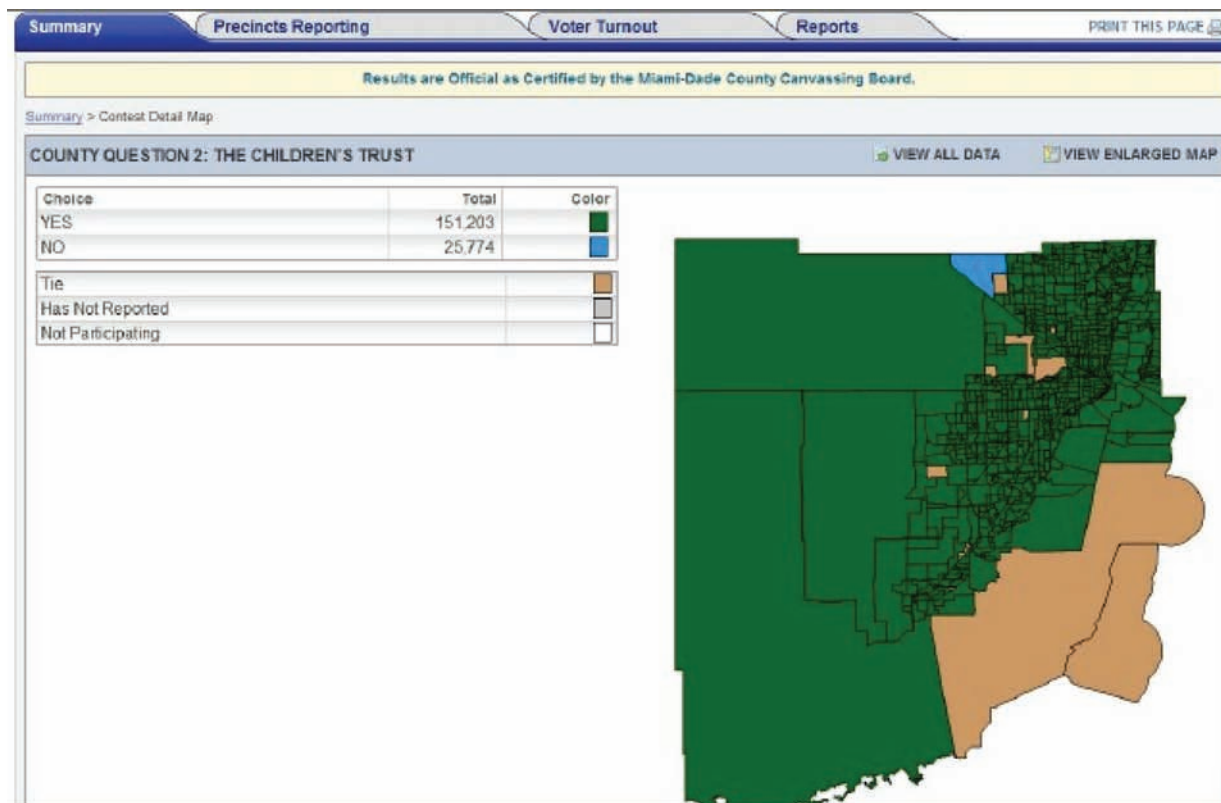 Summary Precincts Reporting Voter Turnout Reports PRINT THIS PAGE
Results are Official as Certified by the Miami-Dade County Canvassing Board.
Summary > Contest Detail Map
COUNTY QUESTION 2: THE CHILDREN'S TRUST VIEW ALL DATA VIEW ENLARGED MAP
Choice Total Color
YES 151,203
NO 25,774
Tie
Has Not Reported
Not Participating